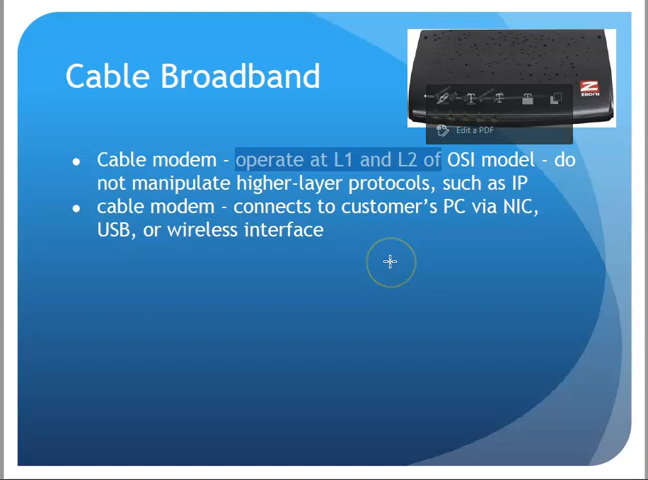 Cable Broadband
ZOOM
Edit a PDF
Cable modem - operate at L1 and L2 of OSI model - do
not manipulate higher-layer protocols, such as IP
cable modem - connects to customer's PC via NIC,
USB, or wireless interface